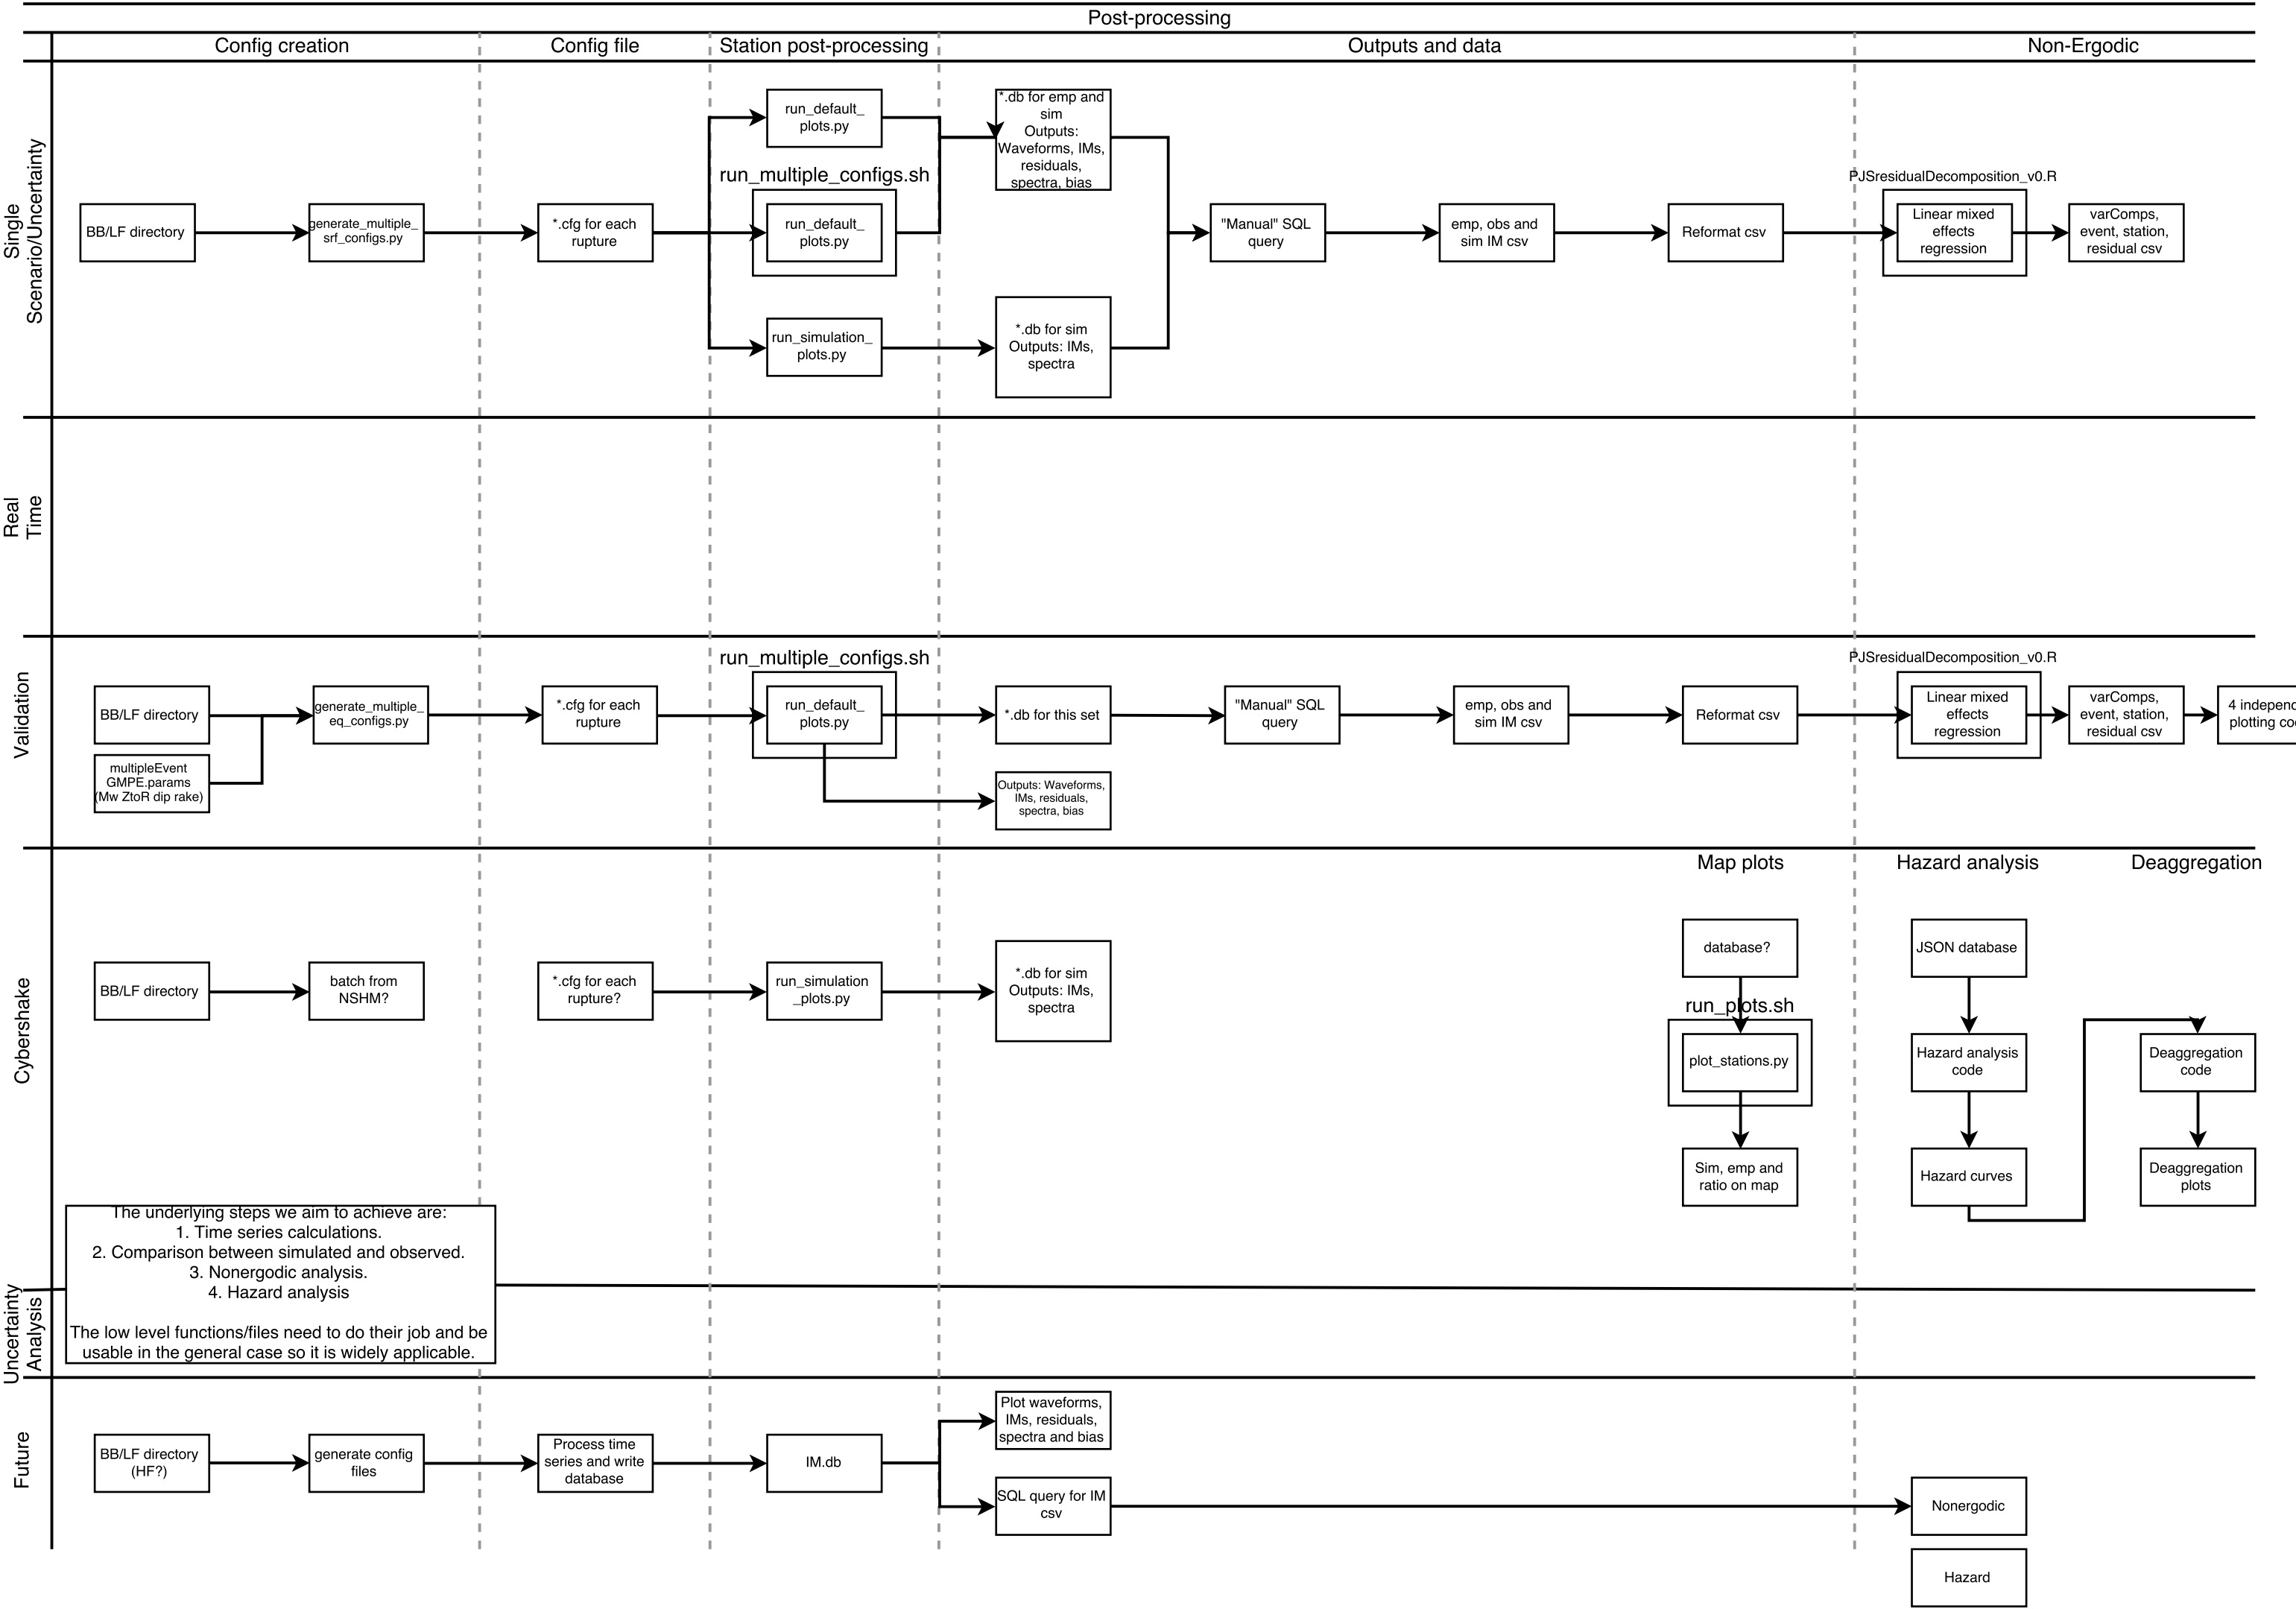 Post-processing
Config creation
Config file
Station post-processing
Outputs and data
Non-Ergodic
Single
Scenario/Uncertainty
BB/LF directory
generate_multiple_
srf_configs.py
*.cfg for each
rupture
run_default_
plots.py
run_multiple_configs.sh
run_default_
plots.py
run_simulation_
plots.py
*.db for emp and
sim
Outputs:
Waveforms, IMs,
residuals,
spectra, bias
*.db for sim
Outputs: IMs,
spectra
"Manual" SQL
query
emp, obs and
sim IM csv
Reformat csv
PJSresidualDecomposition_v0.R
Linear mixed
effects
regression
varComps,
event, station,
residual csv
Real
Time
Validation
BB/LF directory
multipleEvent
GMPE.params
(Mw ZtoR dip rake)
generate_multiple_
eq_configs.py
*.cfg for each
rupture
run_multiple_configs.sh
run_default_
plots.py
*.db for this set
Outputs: Waveforms,
IMs, residuals,
spectra, bias
"Manual" SQL
query
emp, obs and
sim IM csv
Reformat csv
PJSresidualDecomposition_v0.R
Linear mixed
effects
regression
varComps,
event, station,
residual csv
4
plotting
Cybershake
BB/LF directory
batch from
NSHM?
*.cfg for each
rupture?
run_simulation
_plots.py
*.db for sim
Outputs: IMs,
spectra
Map plots
database?
run_plots.sh
plot_stations.py
Sim, emp and
ratio on map
Hazard analysis
JSON database
Hazard analysis
code
Hazard curves
Deaggregation
Deaggregation
code
Deaggregation
plots
Uncertainty
Analysis
The underlying steps we aim to achieve are:
1. Time series calculations.
2. Comparison between simulated and observed.
3. Nonergodic analysis.
4. Hazard analysis
The low level functions/files need to do their job and be
usable in the general case so it is widely applicable.
Future
BB/LF directory
(HF?)
generate config
files
Process time
series and write
database
IM.db
Plot waveforms,
IMs, residuals,
spectra and bias
SQL query for IM
csv
Nonergodic
Hazard